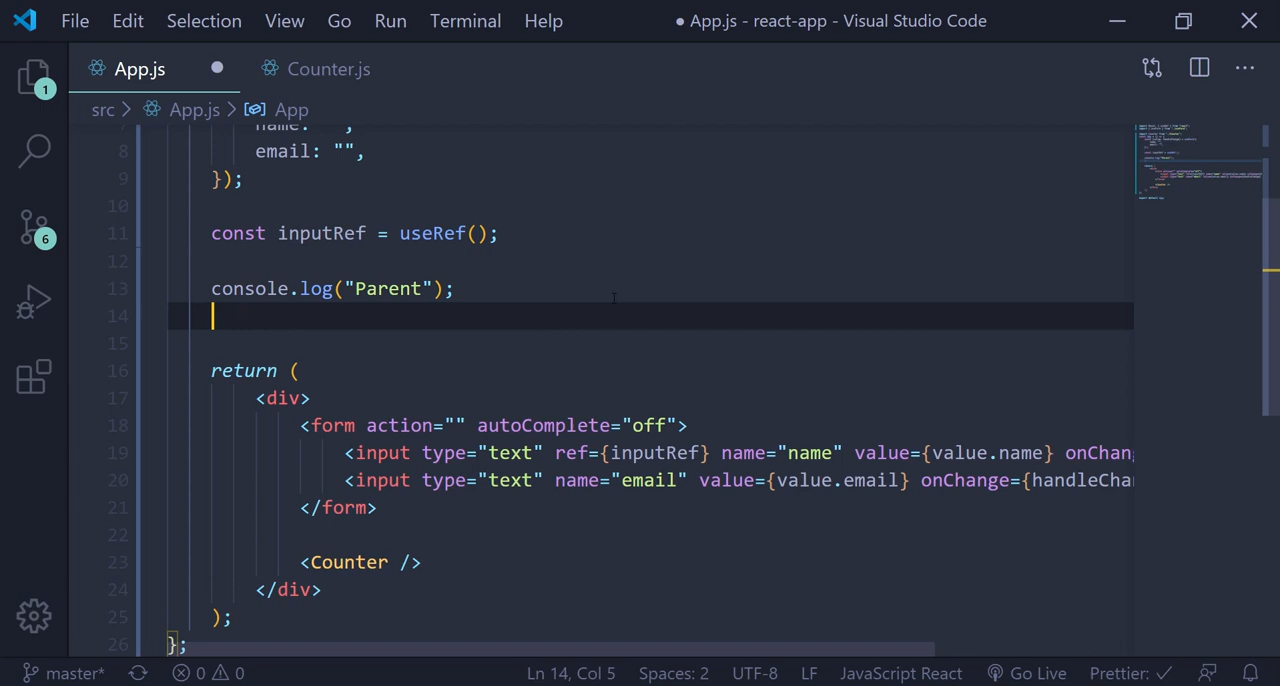 File Edit Selection View Go Run Terminal Help ● App.js - react-app - Visual Studio Code
App.js Counter.js
1
src > App.js > App
name: "",
8 email: "",
9 });
10
11 const inputRef = useRef();
12
13 console.log("Parent");
14
15
16 return (
17 <div>
18 <form action="" autoComplete="off">
19 <input type="text" ref={inputRef} name="name" value={value.name} onChang
20 <input type="text" name="email" value={value.email} onChange={handleChan
21 </form>
22
23 <Counter />
24 </div>
25 );
26 };
6
master* 0 0 Ln 14, Col 5 Spaces: 2 UTF-8 LF JavaScript React Go Live Prettier: ✓